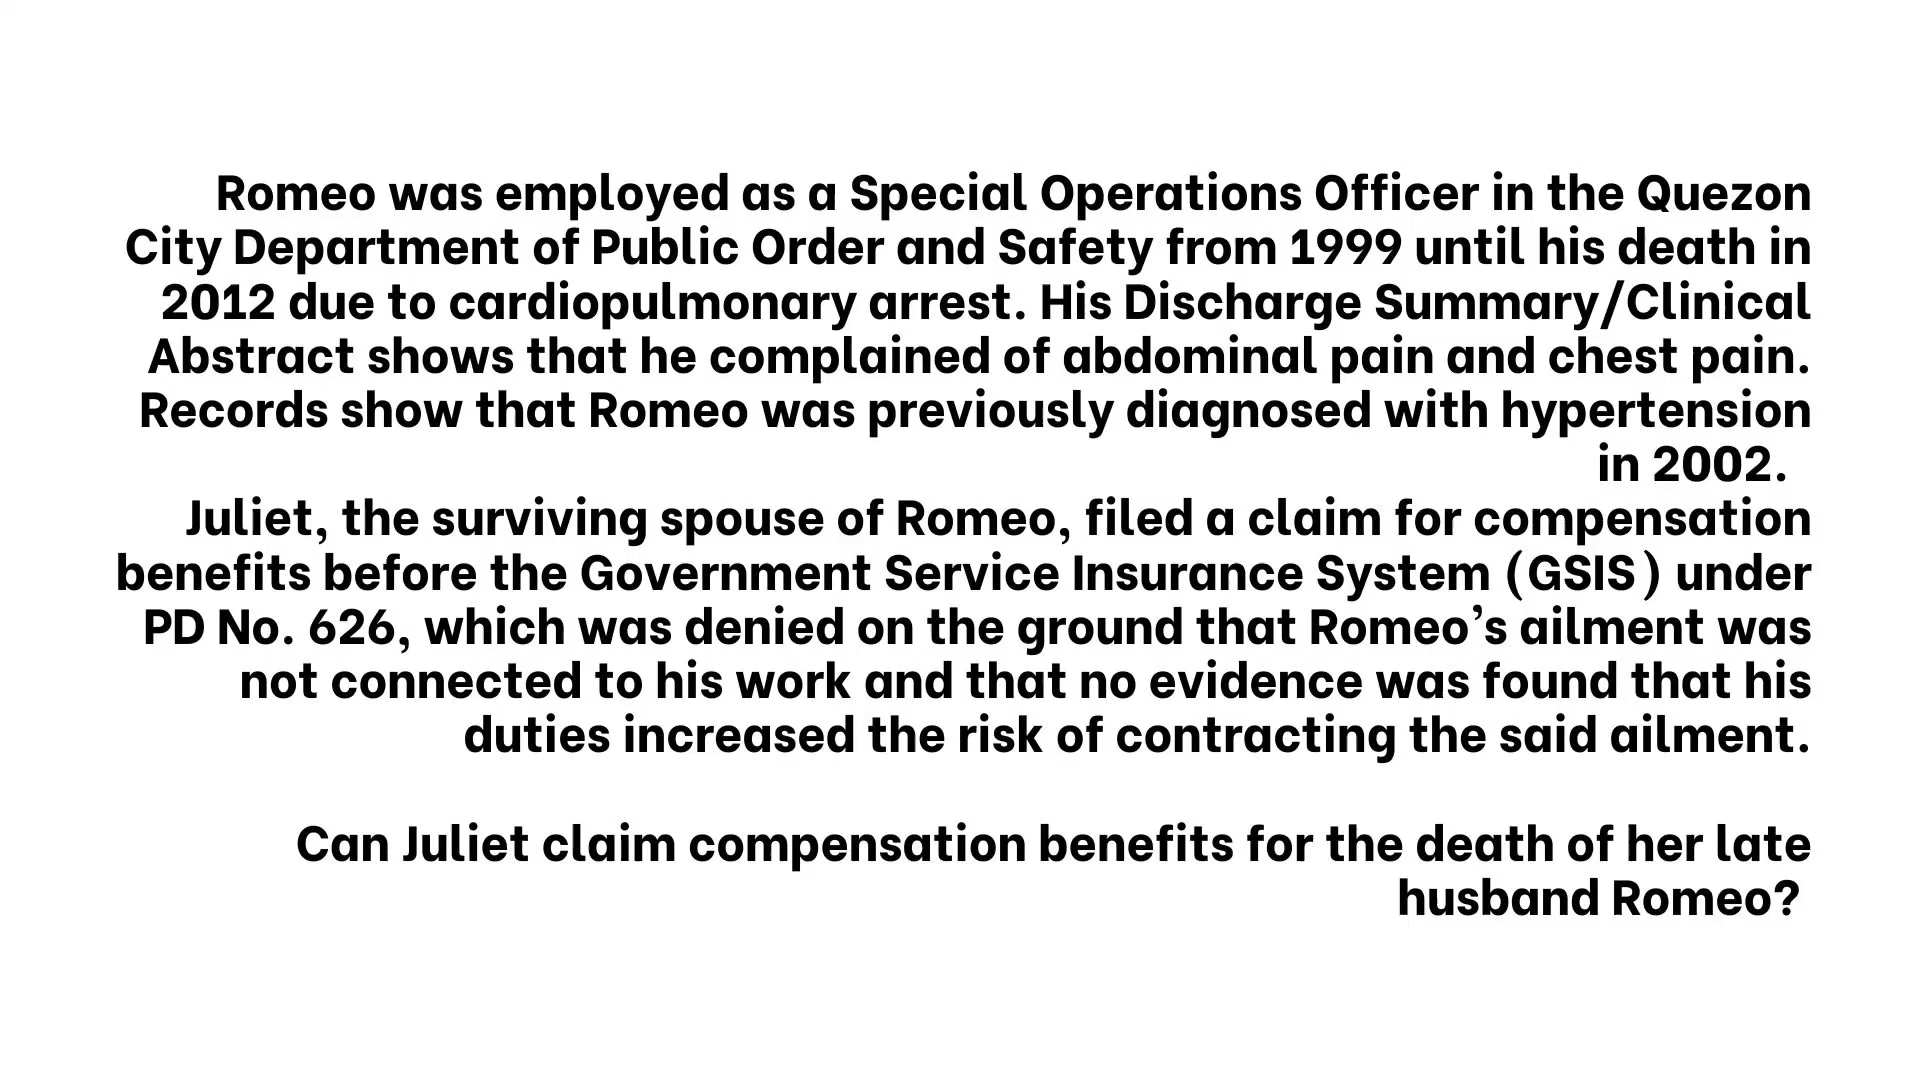 Romeo was employed as a Special Operations Officer in the Quezon
City Department of Public Order and Safety from 1999 until his death in
2012 due to cardiopulmonary arrest. His Discharge Summary/Clinical
Abstract shows that he complained of abdominal pain and chest pain.
Records show that Romeo was previously diagnosed with hypertension
in 2002.
Juliet, the surviving spouse of Romeo, filed a claim for compensation
benefits before the Government Service Insurance System (GSIS) under
PD No. 626, which was denied on the ground that Romeo’s ailment was
not connected to his work and that no evidence was found that his
duties increased the risk of contracting the said ailment.
Can Juliet claim compensation benefits for the death of her late
husband Romeo?